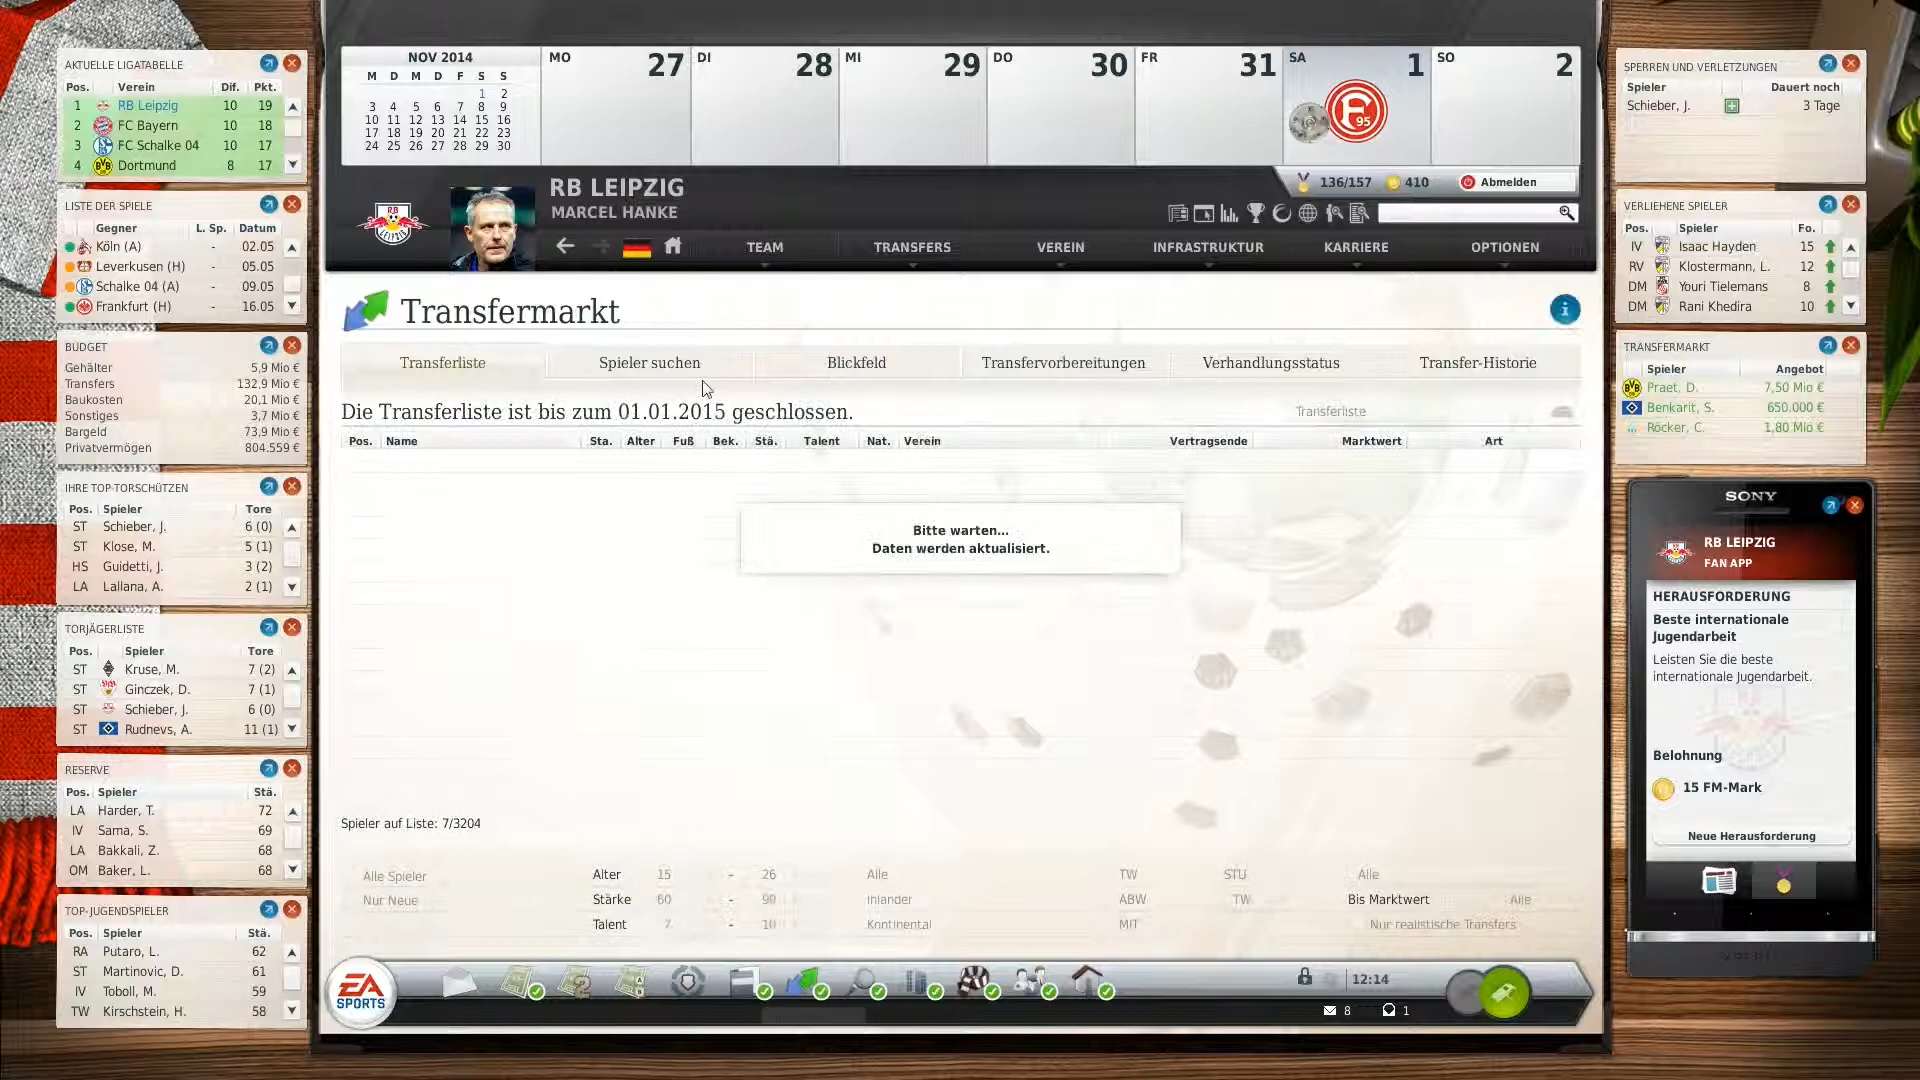 AKTUELLE LIGATABELLE
Pos. Verein Dif. Pkt.
1 RB Leipzig 10 19
2 FC Bayern 10 18
3 FC Schalke 04 10 17
4 Dortmund 8 17
LISTE DER SPIELE
Gegner L. Sp. Datum
Köln (A) - 02.05
Leverkusen (H) - 05.05
Schalke 04 (A) - 09.05
Frankfurt (H) - 16.05
BUDGET
Gehälter 5,9 Mio €
Transfers 132,9 Mio €
Baukosten 20,1 Mio €
Sonstiges 3,7 Mio €
Bargeld 73,9 Mio €
Privatvermögen 804.559 €
IHRE TOP-TORSCHÜTZEN
Pos. Spieler Tore
ST Schieber, J. 6 (0)
ST Klose, M. 5 (1)
HS Guidetti, J. 3 (2)
LA Lallana, A. 2 (1)
TORJÄGERLISTE
Pos. Spieler Tore
ST Kruse, M. 7 (2)
ST Ginczek, D. 7 (1)
ST Schieber, J. 6 (0)
ST Rudnevs, A. 11 (1)
RESERVE
Pos. Spieler Stä.
LA Harder, T. 72
IV Sama, S. 69
LA Bakkali, Z. 68
OM Baker, L. 68
TOP-JUGENDSPIELER
Pos. Spieler Stä.
RA Putaro, L. 62
ST Martinovic, D. 61
IV Toboll, M. 59
TW Kirschstein, H. 58
NOV 2014
M D M D F S S
1 2
3 4 5 6 7 8 9
10 11 12 13 14 15 16
17 18 19 20 21 22 23
24 25 26 27 28 29 30
MO 27 DI 28 MI 29 DO 30 FR 31 SA 1 SO 2
F 95
136/157 410 Abmelden
RB LEIPZIG
MARCEL HANKE
TEAM TRANSFERS VEREIN INFRASTRUKTUR KARRIERE OPTIONEN
Transfermarkt
Transferliste Spieler suchen Blickfeld Transfervorbereitungen Verhandlungsstatus Transfer-Historie
Die Transferliste ist bis zum 01.01.2015 geschlossen. Transferliste
Pos. Name Sta. Alter Fuß Bek. Stä. Talent Nat. Verein Vertragsende Marktwert Art
Bitte warten...
Daten werden aktualisiert.
Spieler auf Liste: 7/3204
Alle Spieler Alter 15 - 26 Alle TW STU Alle
Nur Neue Stärke 60 - 99 Inländer ABW TW Bis Marktwert Alle
Talent 7 - 10 Kontinental MIT Nur realistische Transfers
EA SPORTS
12:14
8 1
SPERREN UND VERLETZUNGEN
Spieler Dauert noch
Schieber, J. 3 Tage
VERLIEHENE SPIELER
Pos. Spieler Fo.
IV Isaac Hayden 15
RV Klostermann, L. 12
DM Youri Tielemans 8
DM Rani Khedira 10
TRANSFERMARKT
Spieler Angebot
Praet, D. 7,50 Mio €
Benkarit, S. 650.000 €
Röcker, C. 1,80 Mio €
SONY
RB LEIPZIG
FAN APP
HERAUSFORDERUNG
Beste internationale
Jugendarbeit
Leisten Sie die beste
internationale Jugendarbeit.
Belohnung
15 FM-Mark
Neue Herausforderung